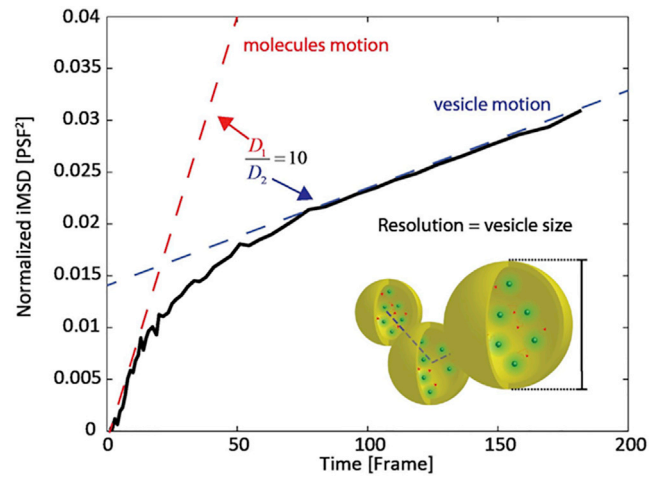 Normalized iMSD [PSF²]
0.04
0.035
0.03
0.025
0.02
0.015
0.01
0.005
0
molecules motion
vesicle motion
D₁
D₂ =10
Resolution = vesicle size
0 50 100 150 200
Time [Frame]